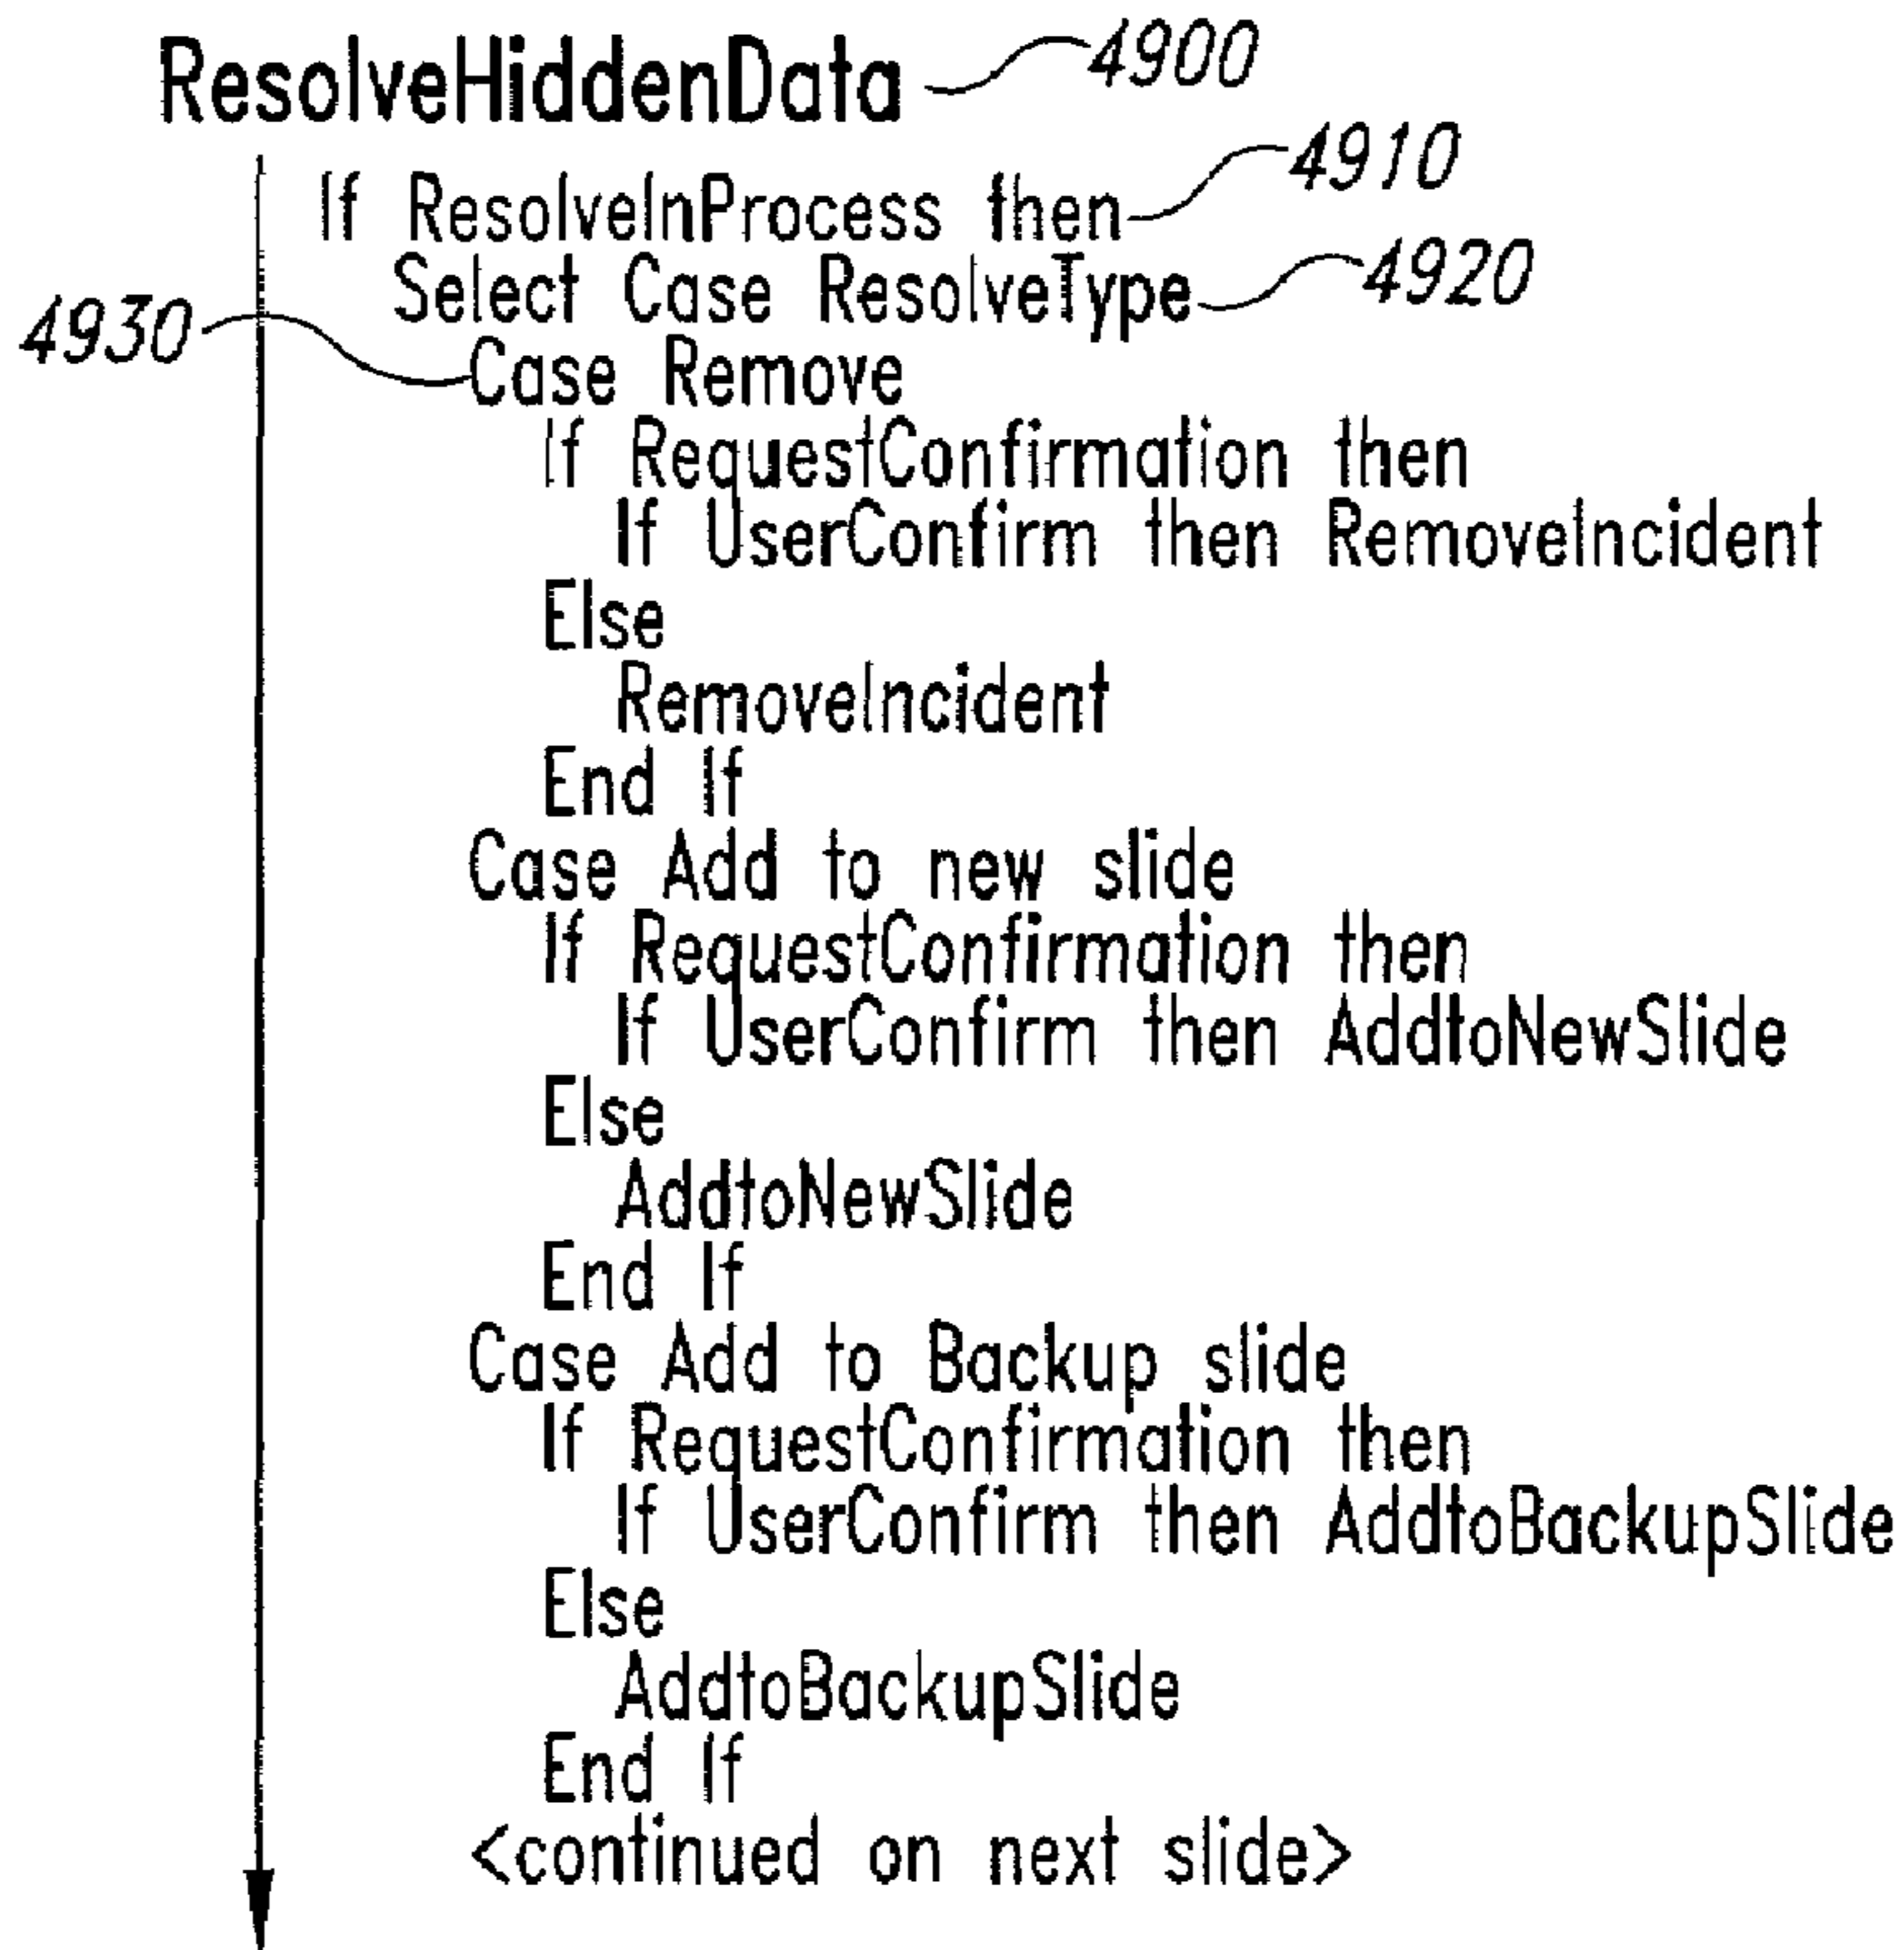 ResolveHiddenData 4900
If ResolveInProcess then 4910
Select Case ResolveType 4920
4930 Case Remove
If RequestConfirmation then
If UserConfirm then RemoveIncident
Else
RemoveIncident
End If
Case Add to new slide
If RequestConfirmation then
If UserConfirm then AddtoNewSlide
Else
AddtoNewSlide
End If
Case Add to Backup slide
If RequestConfirmation then
If UserConfirm then AddtoBackupSlide
Else
AddtoBackupSlide
End If
<continued on next slide>